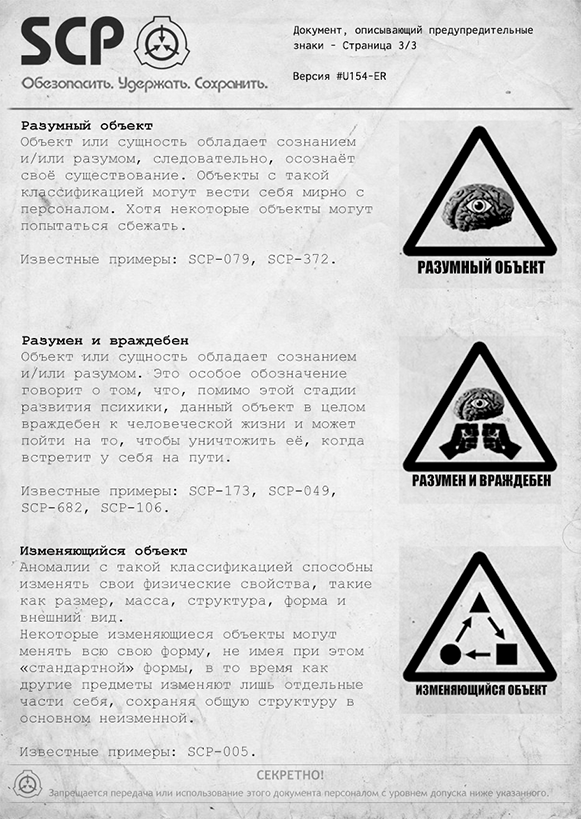 SCP
Обезопасить. Удержать. Сохранить.
Документ, описывающий предупредительные
знаки - Страница 3/3
Версия #U154-ER
Разумный объект
Объект или сущность обладает сознанием
и/или разумом, следовательно, осознаёт
своё существование. Объекты с такой
классификацией могут вести себя мирно с
персоналом. Хотя некоторые объекты могут
попытаться сбежать.
Известные примеры: SCP-079, SCP-372.
РАЗУМНЫЙ ОБЪЕКТ
Разумен и враждебен
Объект или сущность обладает сознанием
и/или разумом. Это особое обозначение
говорит о том, что, помимо этой стадии
развития психики, данный объект в целом
враждебен к человеческой жизни и может
пойти на то, чтобы уничтожить её, когда
встретит у себя на пути.
Известные примеры: SCP-173, SCP-049,
SCP-682, SCP-106.
РАЗУМЕН И ВРАЖДЕБЕН
Изменяющийся объект
Аномалии с такой классификацией способны
изменять свои физические свойства, такие
как размер, масса, структура, форма и
внешний вид.
Некоторые изменяющиеся объекты могут
менять всю свою форму, не имея при этом
«стандартной» формы, в то время как
другие предметы изменяют лишь отдельные
части себя, сохраняя общую структуру в
основном неизменной.
Известные примеры: SCP-005.
ИЗМЕНЯЮЩИЙСЯ ОБЪЕКТ
СЕКРЕТНО!
Запрещается передача или использование этого документа персоналом с уровнем допуска ниже указанного.